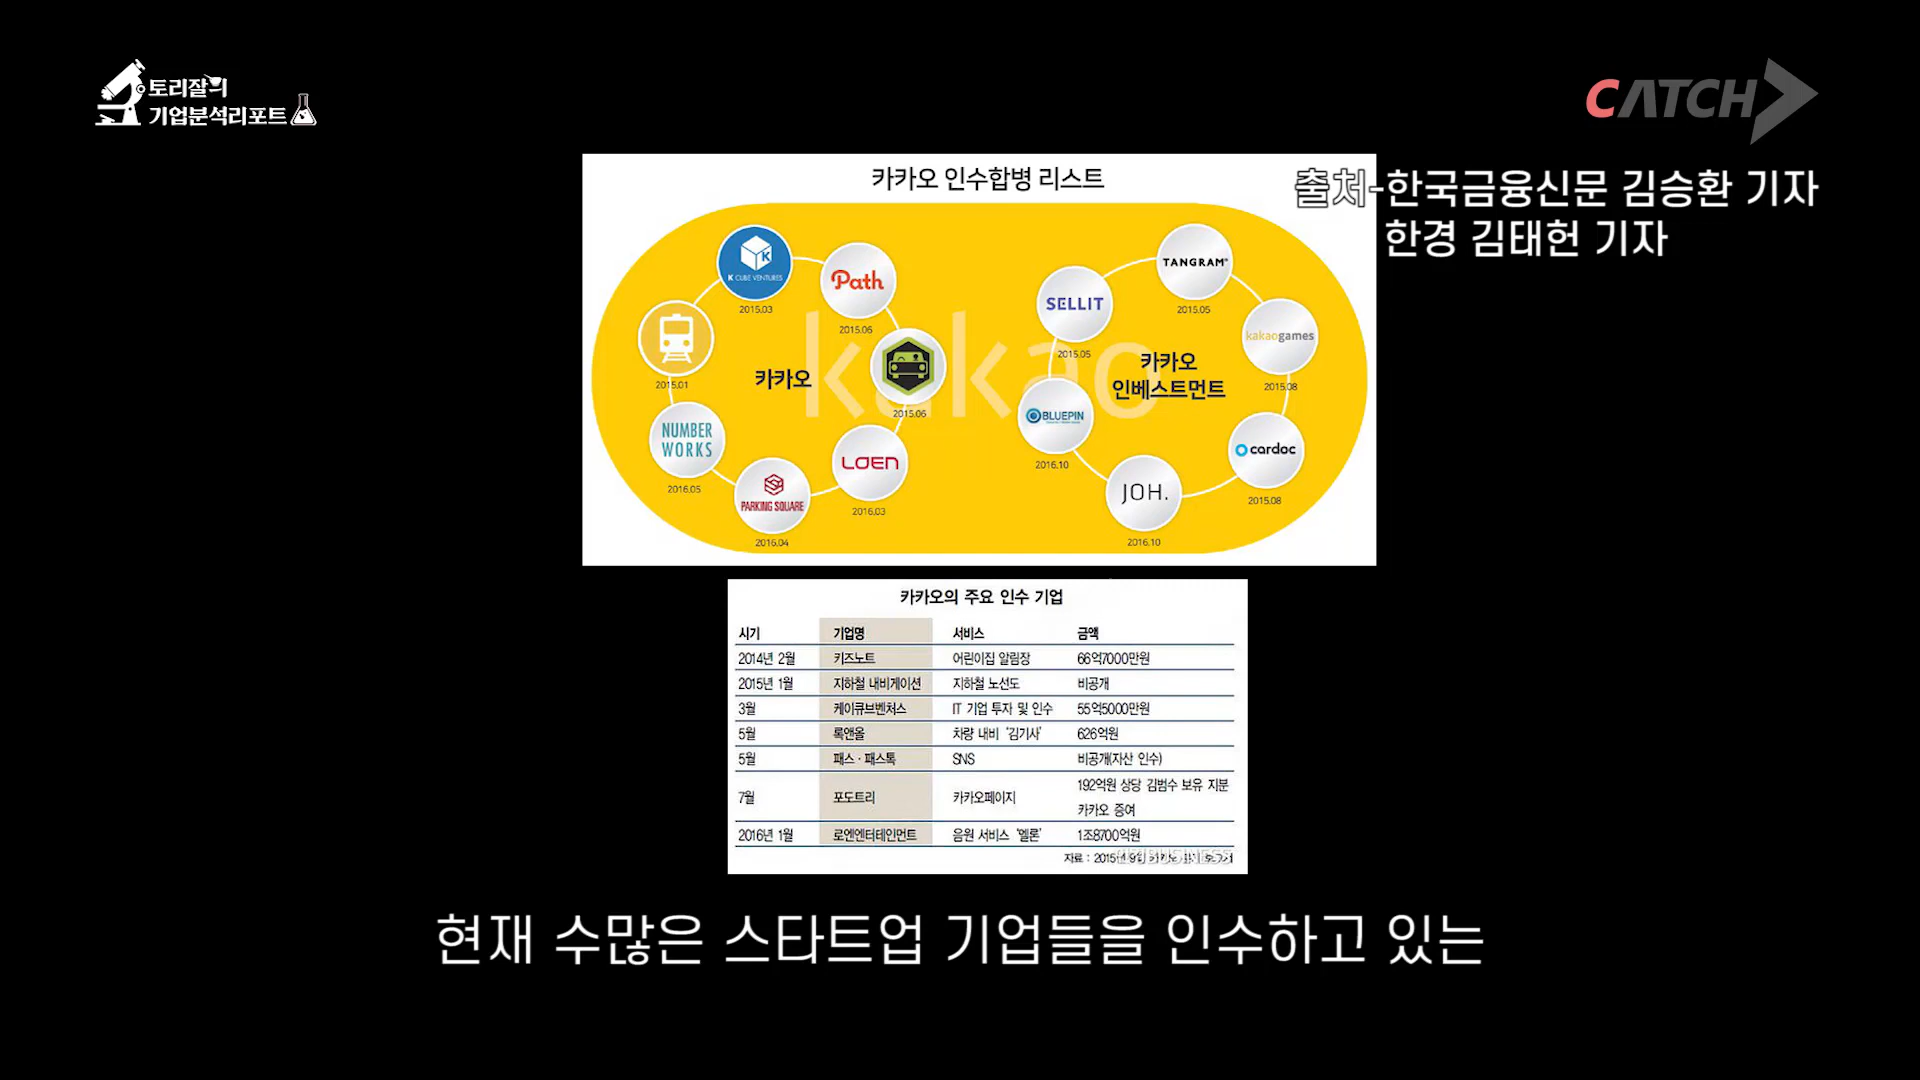 토리잘의
기업분석리포트
CATCH
출처-한국금융신문 김승환 기자
한경 김태헌 기자
카카오 인수합병 리스트
kakao
카카오
K CUBE VENTURES
2015.03
Path
2015.06
2015.06
LOEN
2016.03
PARKING SQUARE
2016.04
NUMBER
WORKS
2016.05
2015.01
카카오
인베스트먼트
TANGRAM
2015.05
kakaogames
2015.08
cardoc
2015.08
JOH.
2016.10
BLUEPIN
2016.10
SELLIT
2015.05
카카오의 주요 인수 기업
시기 기업명 서비스 금액
2014년 2월 키즈노트 어린이집 알림장 66억7000만원
2015년 1월 지하철 내비게이션 지하철 노선도 비공개
3월 케이큐브벤처스 IT 기업 투자 및 인수 55억5000만원
5월 록앤올 차량 내비 '김기사' 626억원
5월 패스·패스톡 SNS 비공개(자산 인수)
7월 포도트리 카카오페이지 192억원 상당 김범수 보유 지분
카카오 증여
2016년 1월 로엔엔터테인먼트 음원 서비스 '멜론' 1조8700억원
자료 : 2015년 9월 카카오
현재 수많은 스타트업 기업들을 인수하고 있는